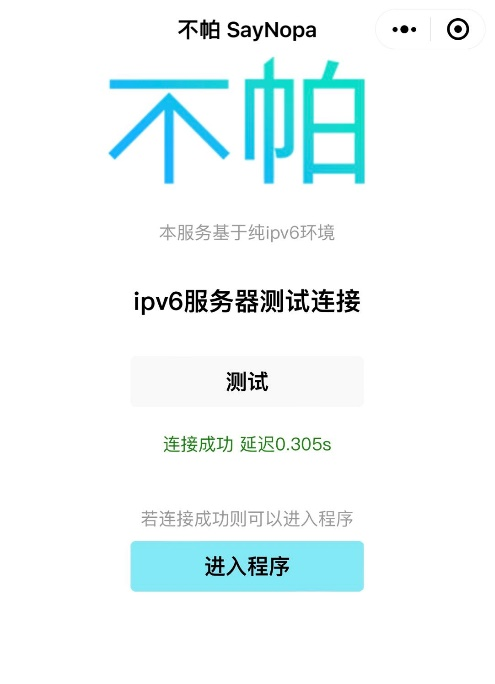 不帕 SayNopa
不帕
本服务基于纯ipv6环境
ipv6服务器测试连接
测试
连接成功 延迟0.305s
若连接成功则可以进入程序
进入程序